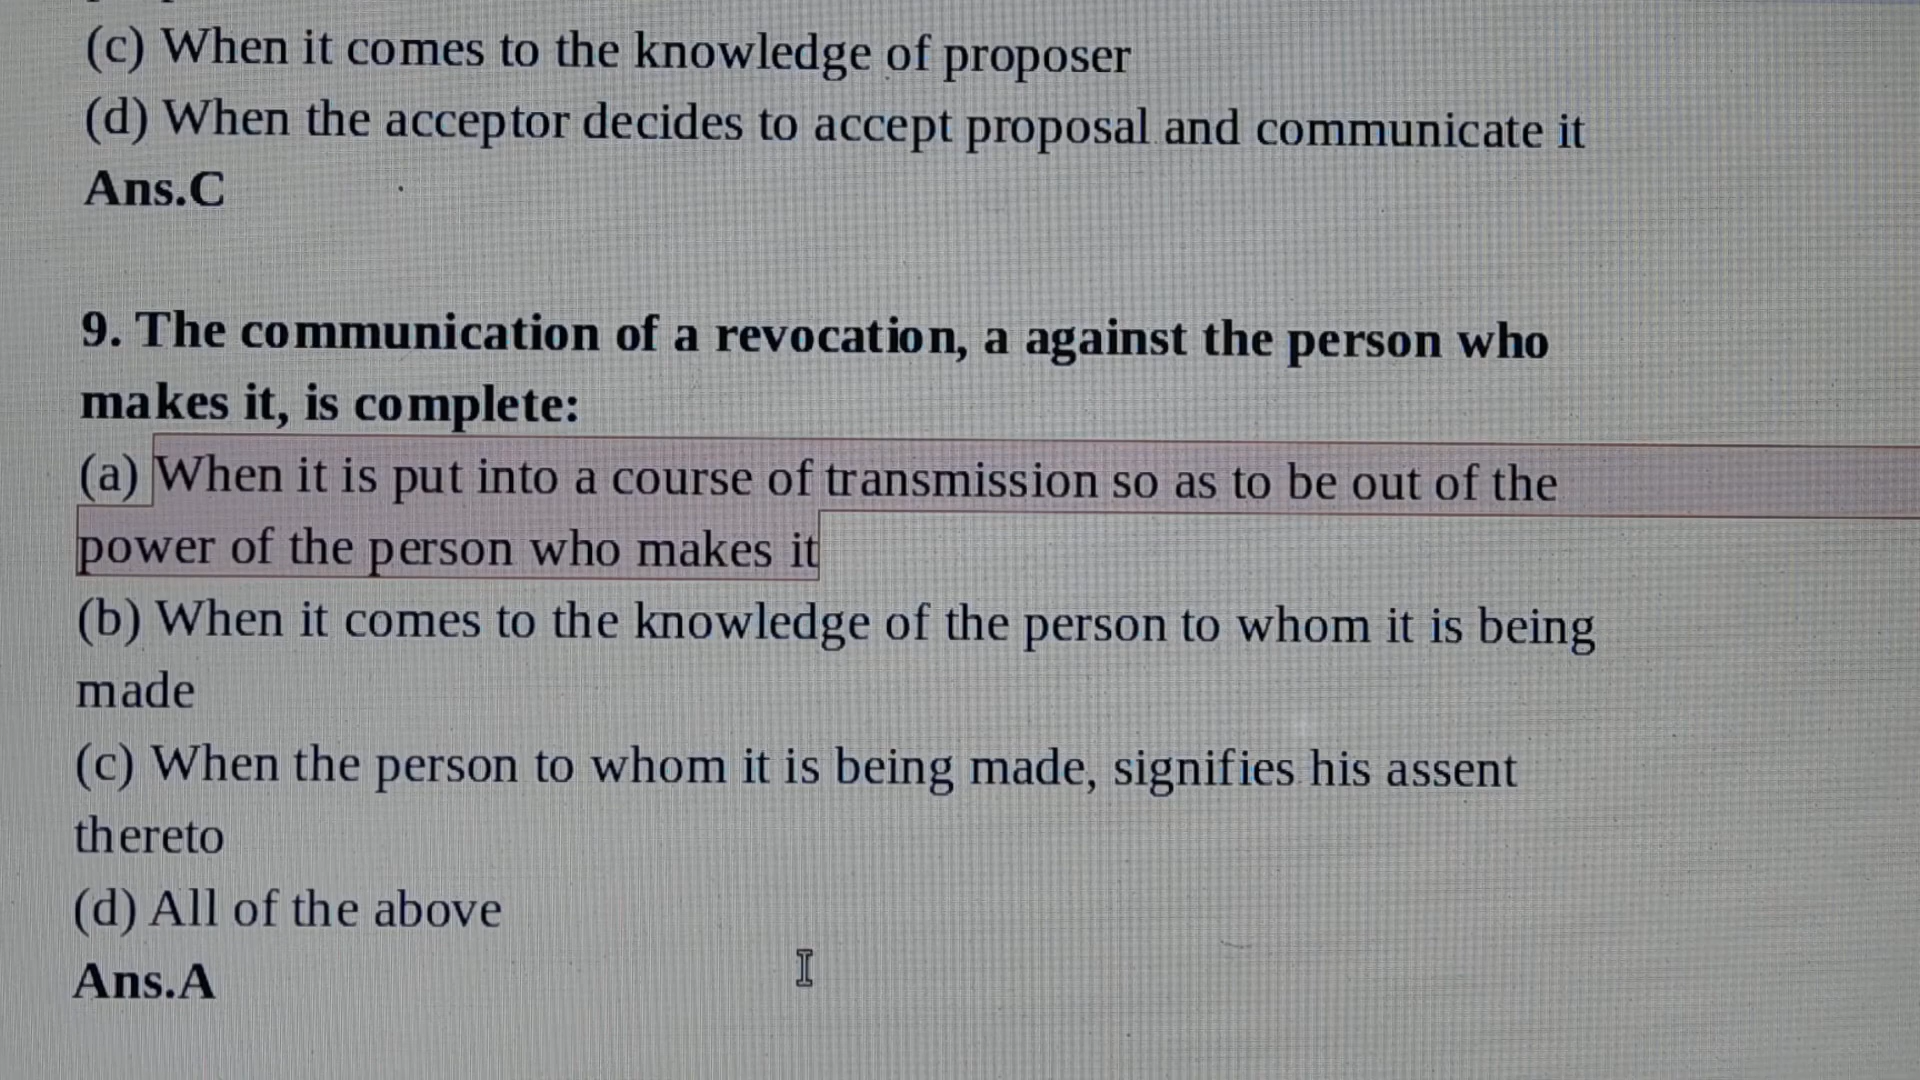 (c) When it comes to the knowledge of proposer
(d) When the acceptor decides to accept proposal and communicate it
Ans.C
9. The communication of a revocation, a against the person who
makes it, is complete:
(a) When it is put into a course of transmission so as to be out of the
power of the person who makes it
(b) When it comes to the knowledge of the person to whom it is being
made
(c) When the person to whom it is being made, signifies his assent
thereto
(d) All of the above
Ans.A